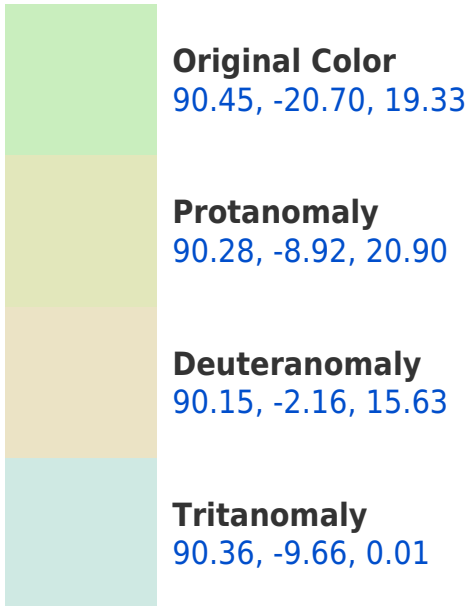 Original Color
90.45, -20.70, 19.33
Protanomaly
90.28, -8.92, 20.90
Deuteranomaly
90.15, -2.16, 15.63
Tritanomaly
90.36, -9.66, 0.01